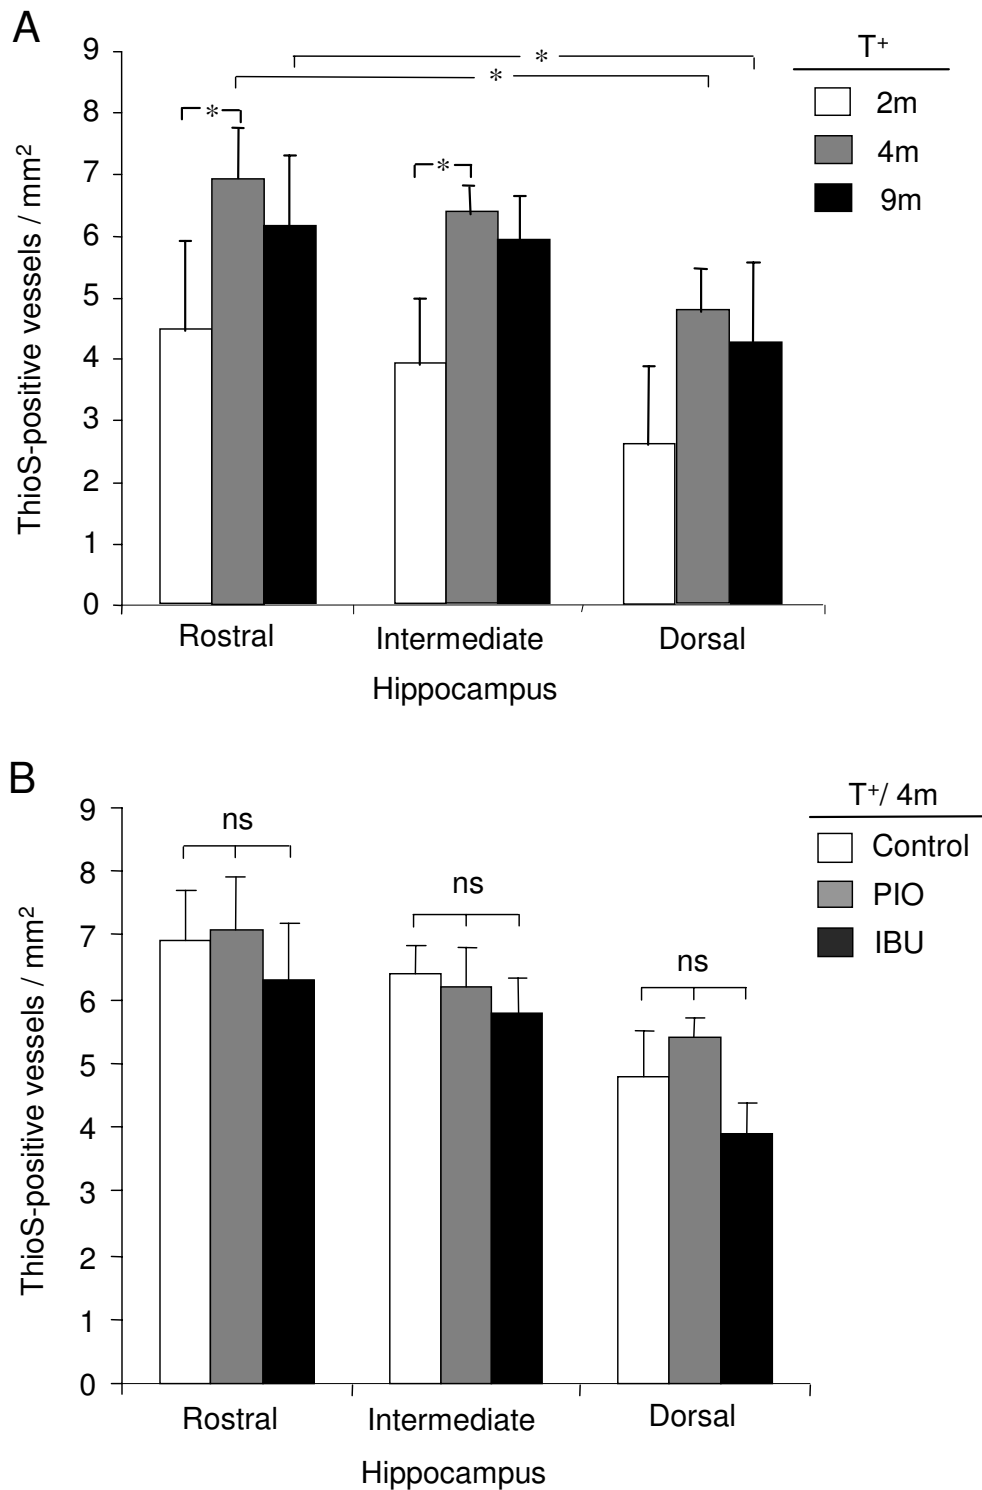 A
T⁺
2m
4m
9m
ThioS-positive vessels / mm²
9
8
7
6
5
4
3
2
1
0
*
*
*
*
Rostral
Intermediate
Dorsal
Hippocampus
B
T⁺/ 4m
Control
PIO
IBU
ThioS-positive vessels / mm²
9
8
7
6
5
4
3
2
1
0
ns
ns
ns
Rostral
Intermediate
Dorsal
Hippocampus